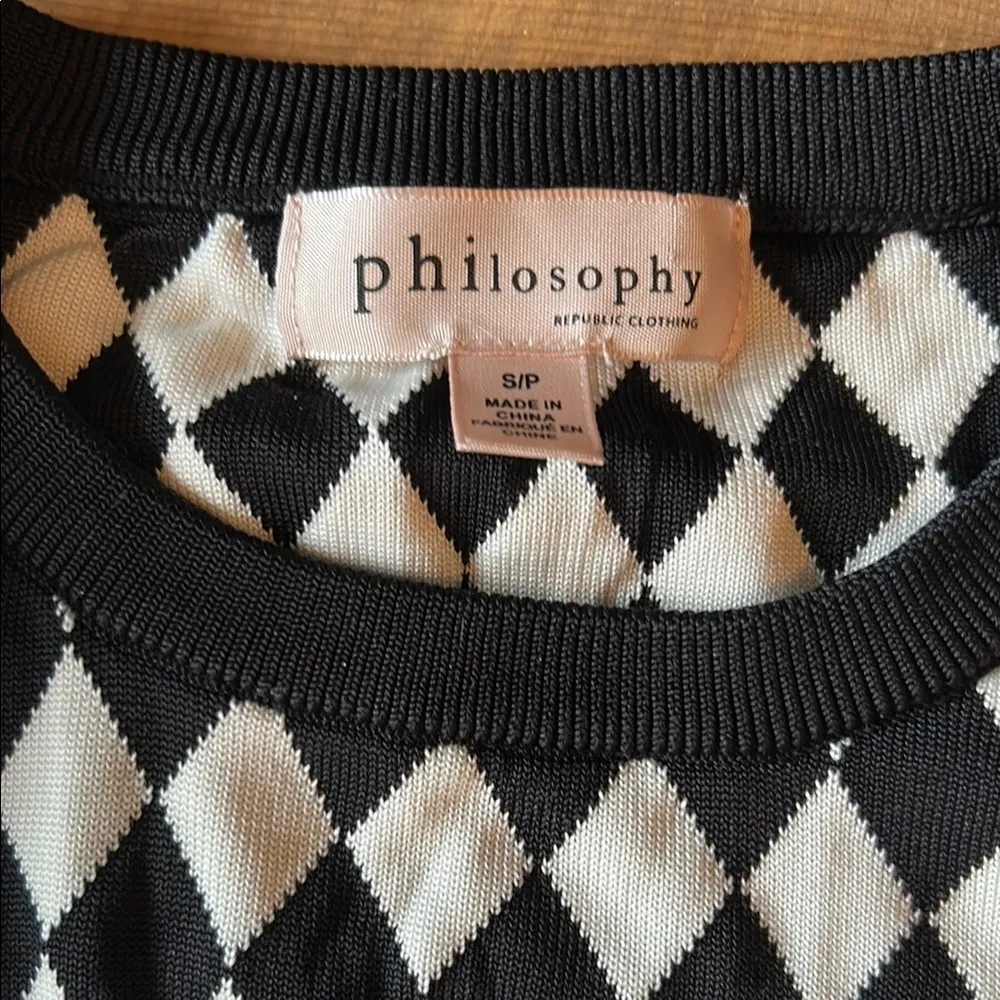 philosophy
REPUBLIC CLOTHING
S/P
MADE IN
CHINA
FABRIQUÉ EN
CHINE